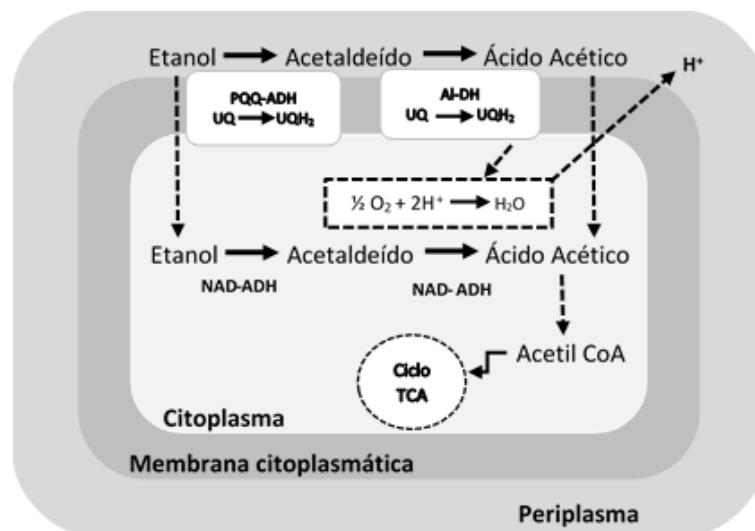 Etanol Acetaldeído Ácido Acético
H⁺
PQQ-ADH
UQ UQH₂
Al-DH
UQ UQH₂
½ O₂ + 2H⁺ H₂O
Etanol Acetaldeído Ácido Acético
NAD-ADH NAD- ADH
Acetil CoA
Ciclo
TCA
Citoplasma
Membrana citoplasmática
Periplasma